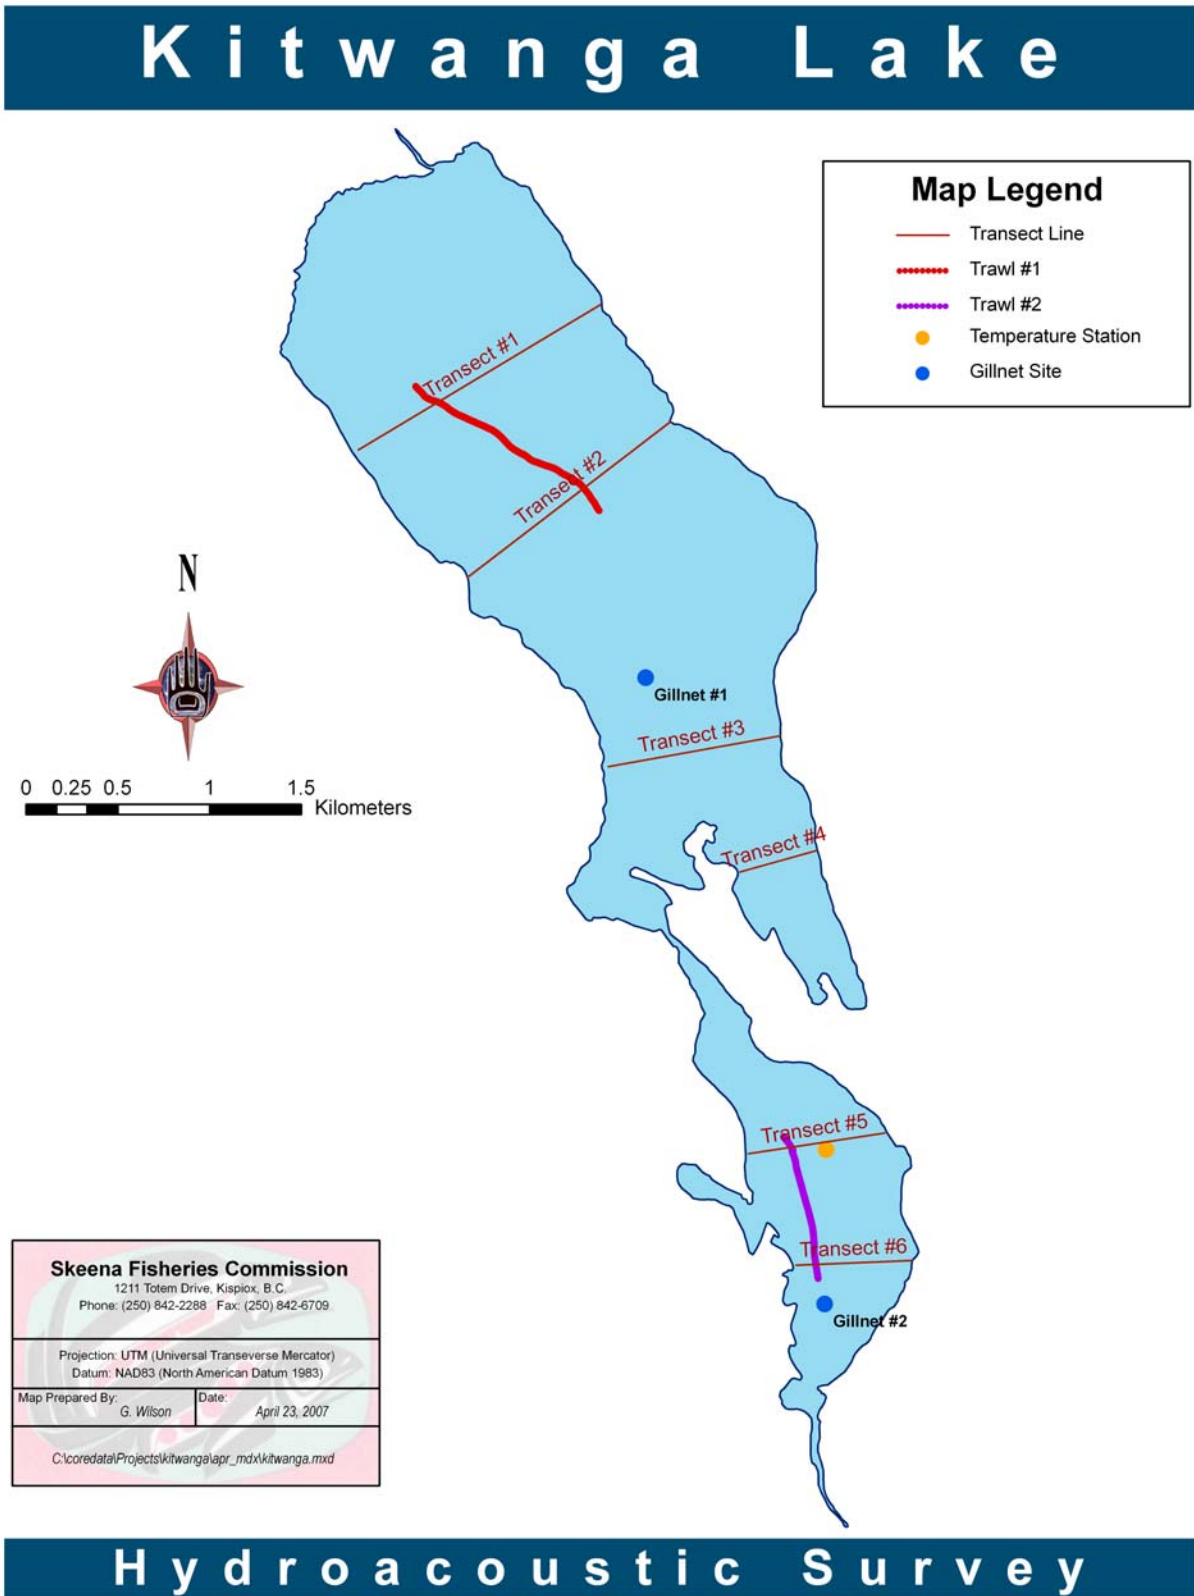 Kitwanga Lake
Map Legend
Transect Line
Trawl #1
Trawl #2
Temperature Station
Gillnet Site
Transect #1
Transect #2
N
Gillnet #1
Transect #3
0 0.25 0.5 1 1.5
Kilometers
Transect #4
Transect #5
Transect #6
Gillnet #2
Skeena Fisheries Commission
1211 Totem Drive, Kispiox, B.C.
Phone: (250) 842-2288 Fax: (250) 842-6709
Projection: UTM (Universal Transeverse Mercator)
Datum: NAD83 (North American Datum 1983)
Map Prepared By: G. Wilson
Date: April 23, 2007
C:\coredata\Projects\kitwanga\apr_mdx\kitwanga.mxd
Hydroacoustic Survey